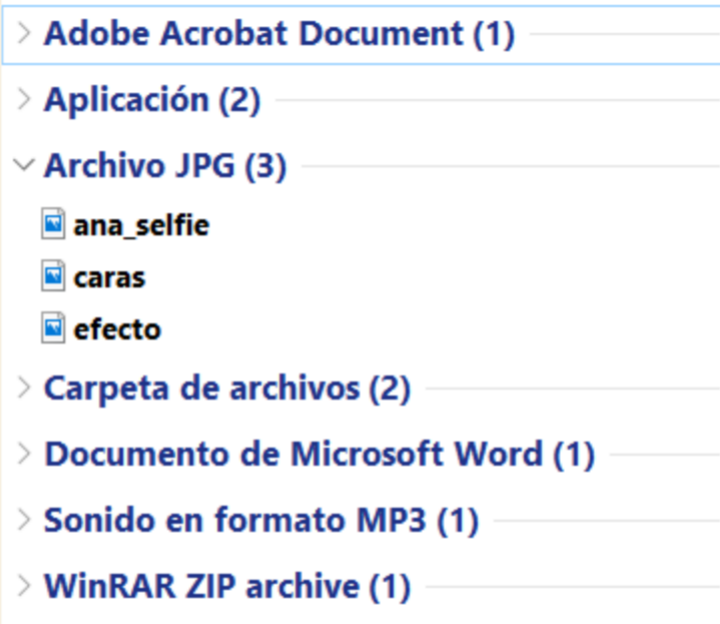 Adobe Acrobat Document (1)
Aplicación (2)
Archivo JPG (3)
ana_selfie
caras
efecto
Carpeta de archivos (2)
Documento de Microsoft Word (1)
Sonido en formato MP3 (1)
WinRAR ZIP archive (1)